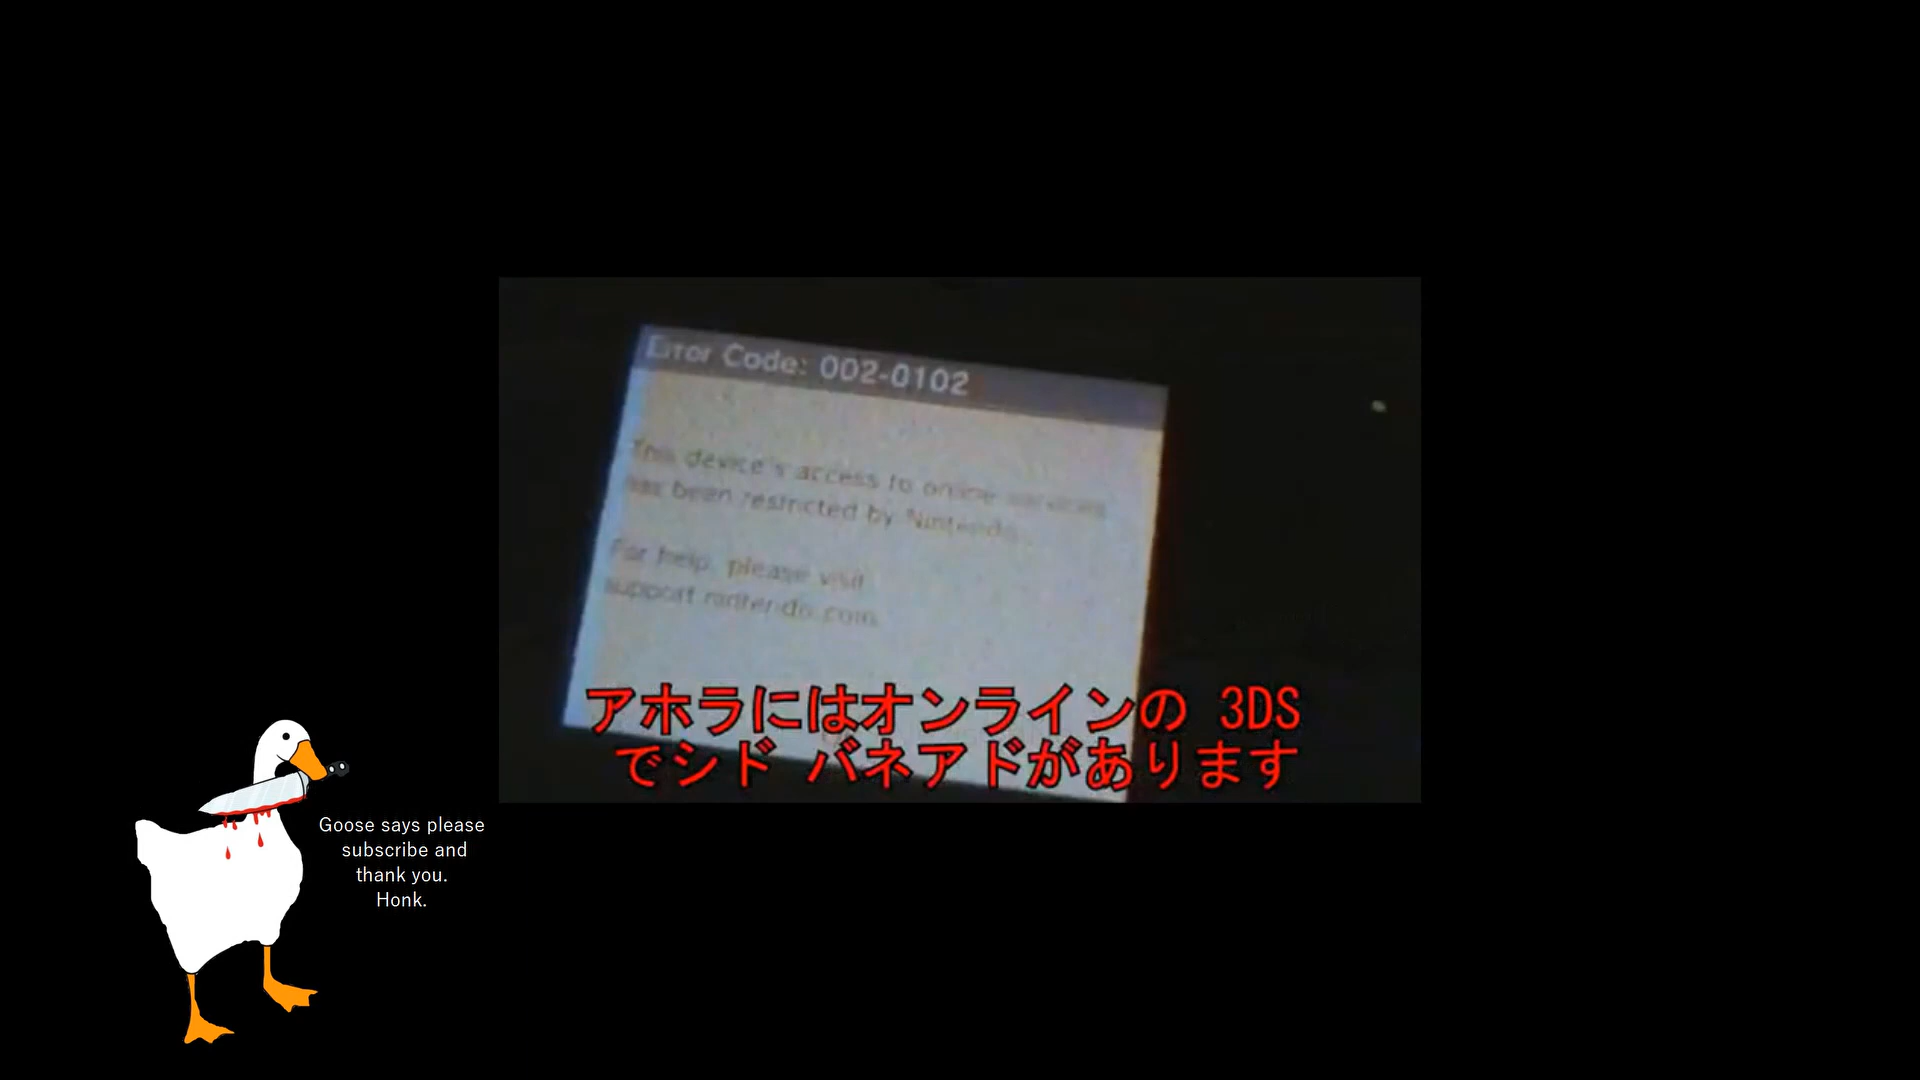 Error Code: 002-0102
This device's access to online services
has been restricted by Nintendo.
For help, please visit
support.nintendo.com.
アホラにはオンラインの 3DS
でシド バネアドがあります
Goose says please
subscribe and
thank you.
Honk.